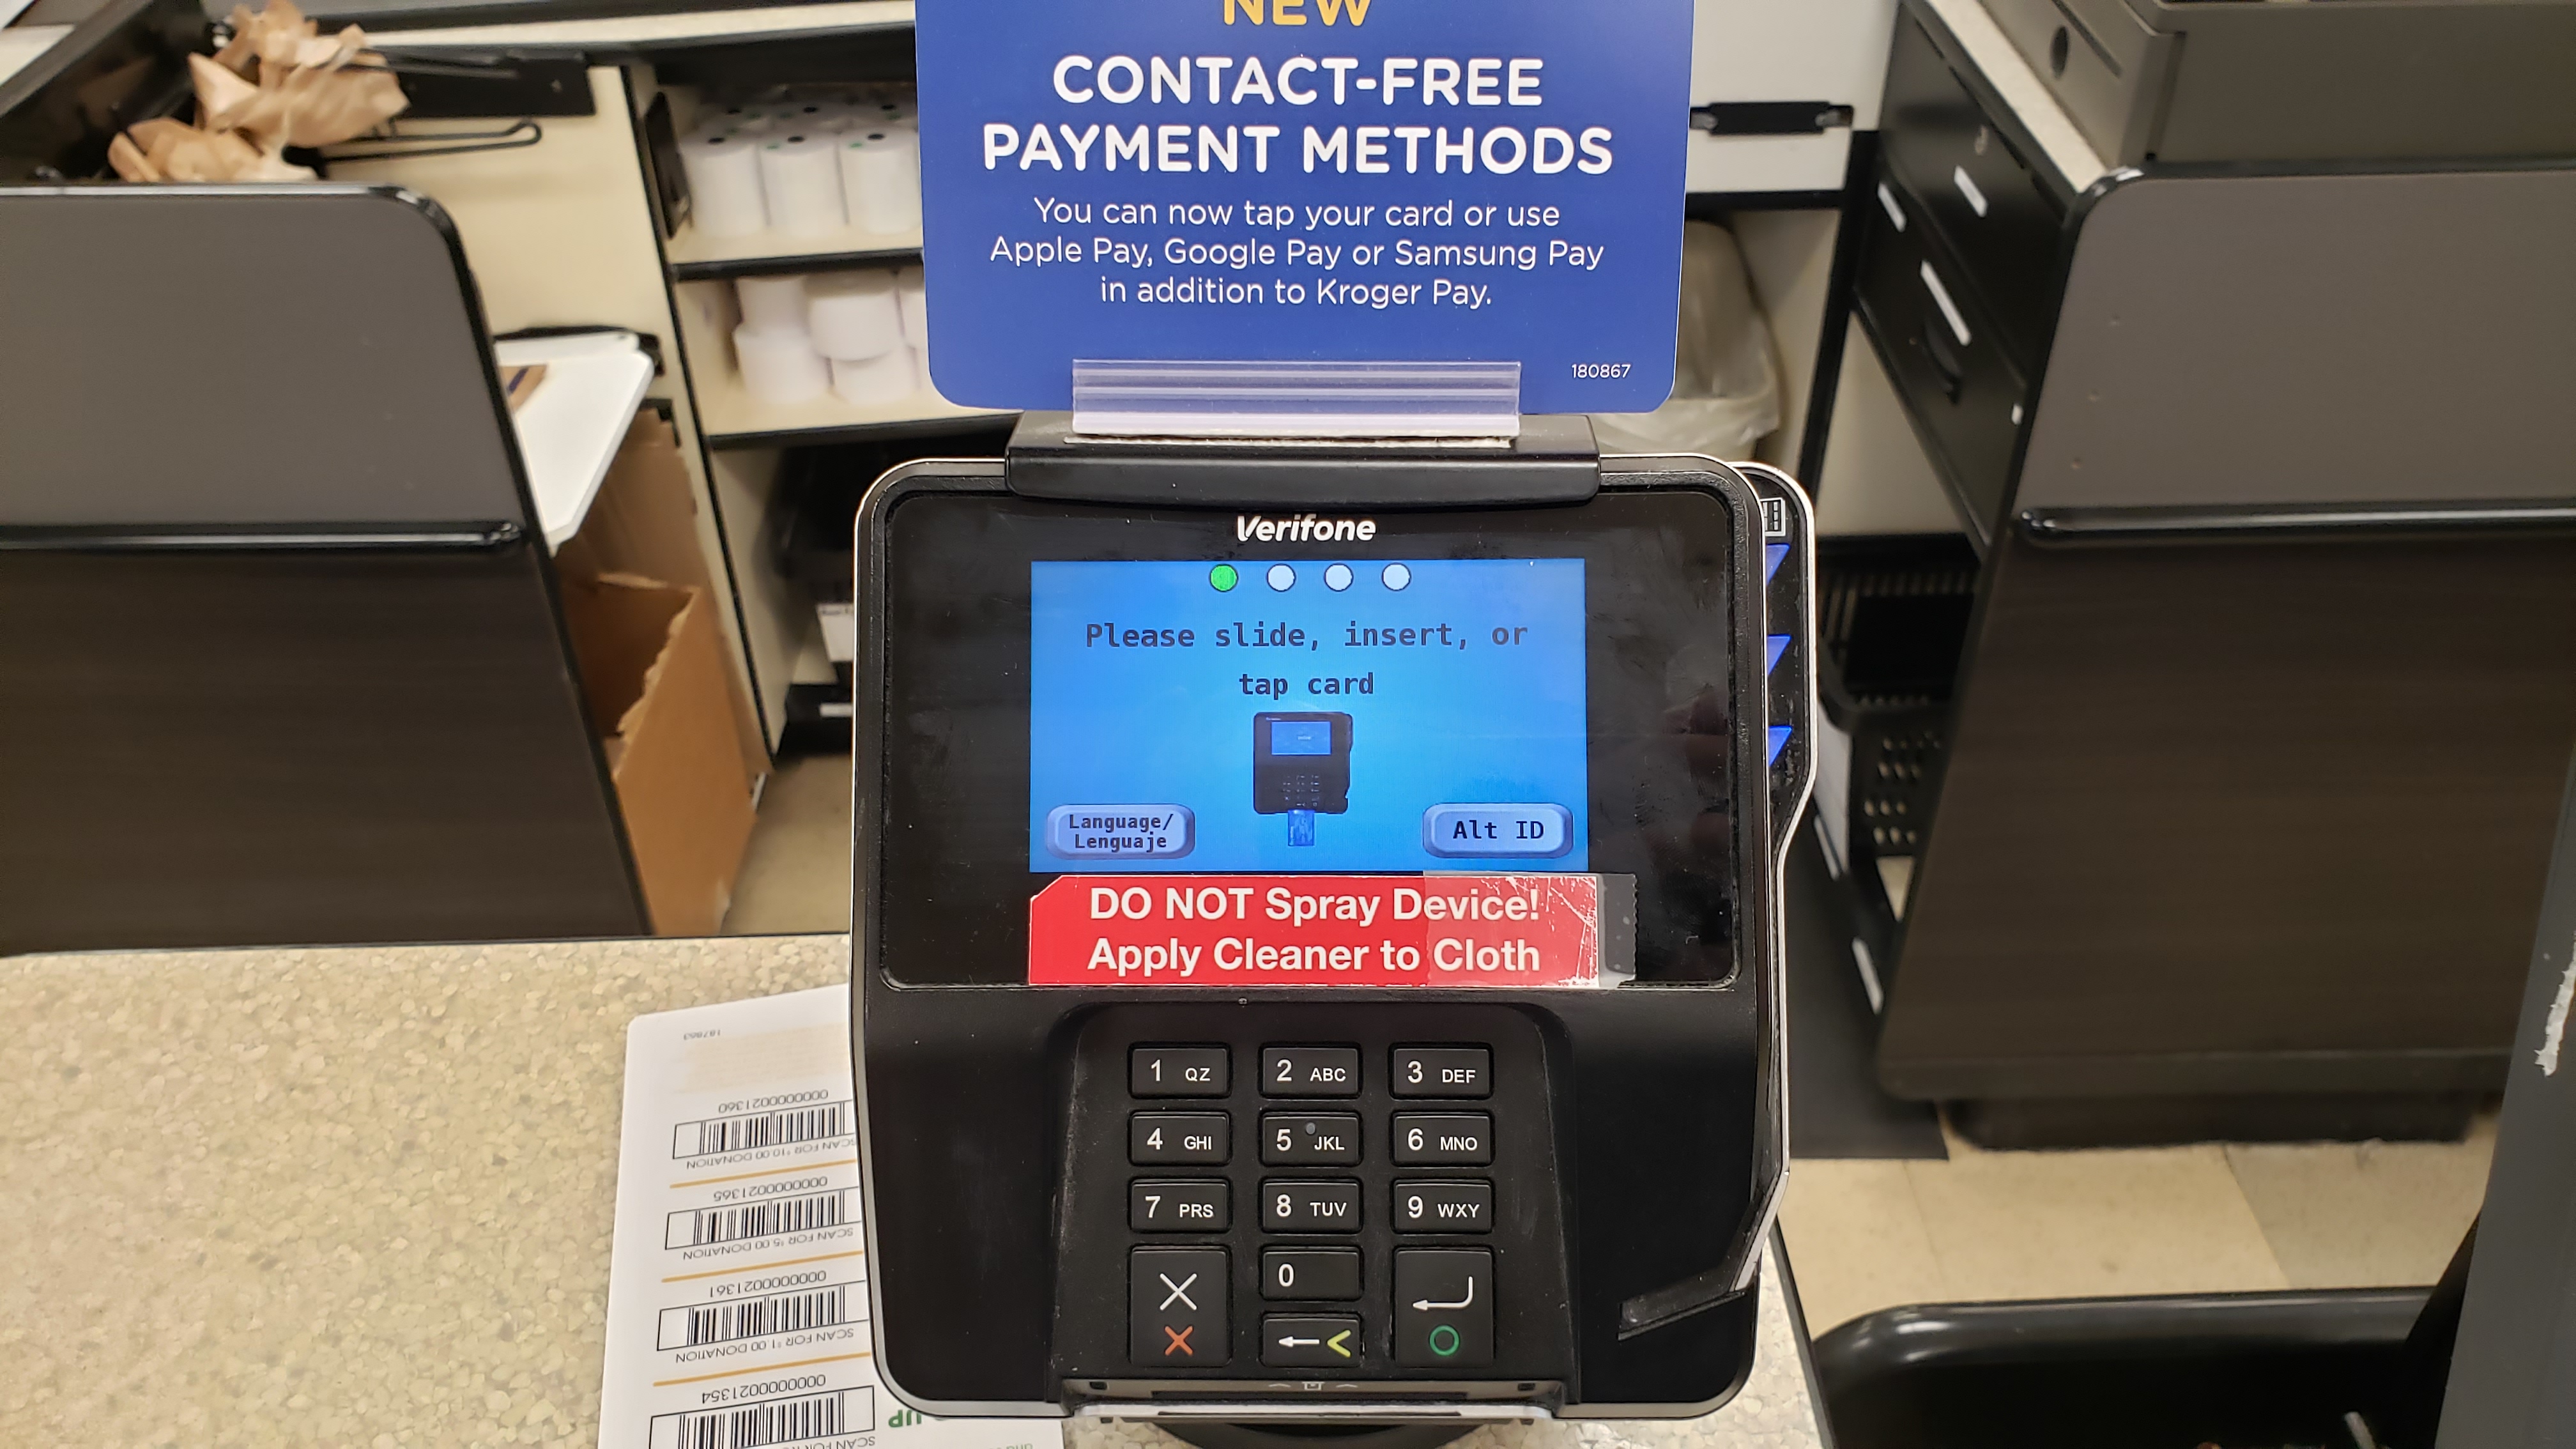 NEW
CONTACT-FREE
PAYMENT METHODS
You can now tap your card or use
Apple Pay, Google Pay or Samsung Pay
in addition to Kroger Pay.
180867
Verifone
Please slide, insert, or
tap card
Language/
Lenguaje
Alt ID
DO NOT Spray Device!
Apply Cleaner to Cloth
1 QZ
2 ABC
3 DEF
4 GHI
5 JKL
6 MNO
7 PRS
8 TUV
9 WXY
0
UP
SCAN FOR
000000021354
SCAN FOR $1.00 DONATION
000000021361
SCAN FOR $5.00 DONATION
000000021365
SCAN FOR $10.00 DONATION
000000021360
187863